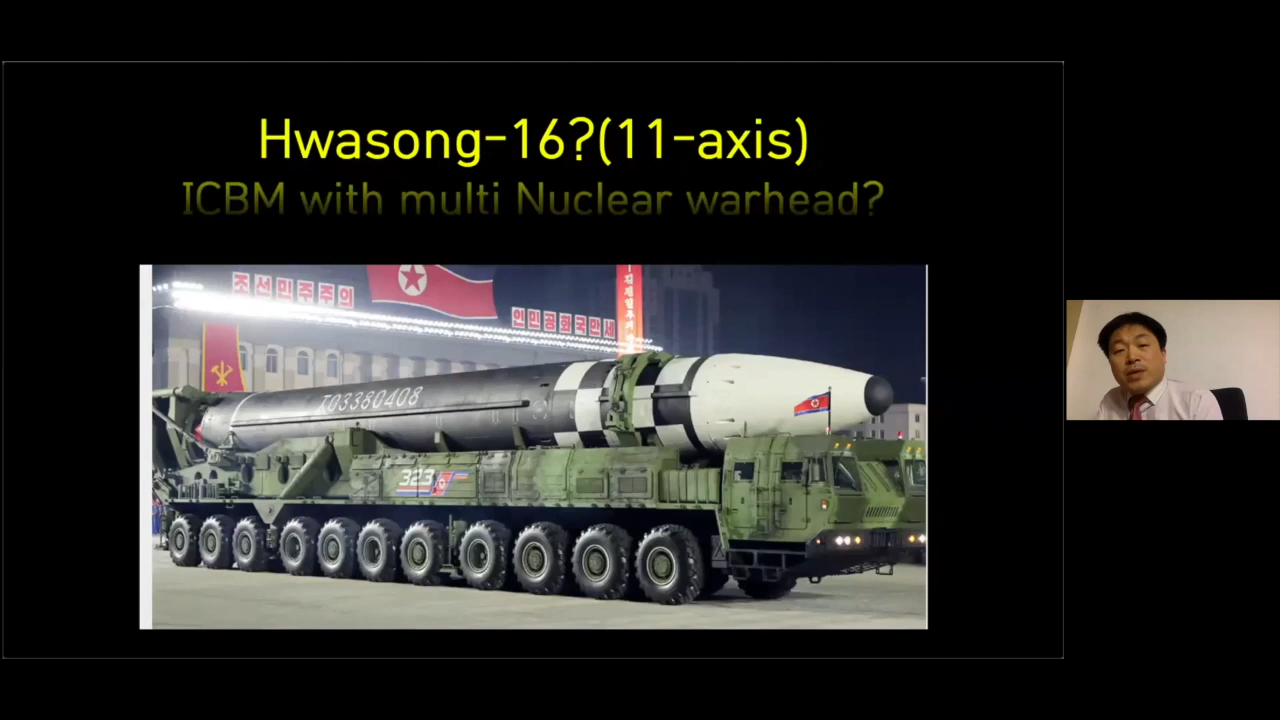 Hwasong-16?(11-axis)
ICBM with multi Nuclear warhead?
조선민주주의
인민공화국만세
ㅈ03380408
323